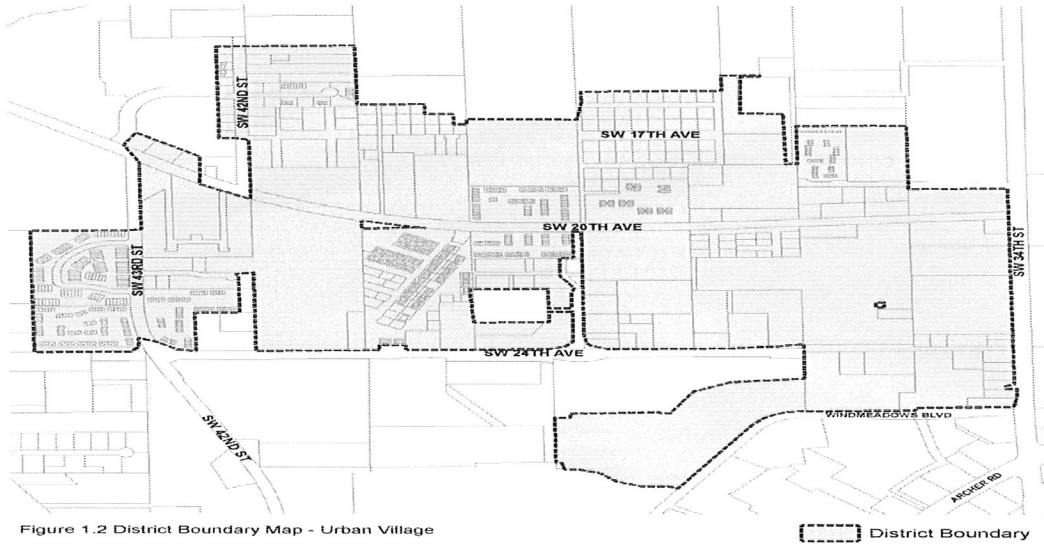 SW 42ND ST
SW 17TH AVE
SW 20TH AVE
SW 43RD ST
SW 34TH ST
SW 24TH AVE
WINDMEADOWS BLVD
SW 42ND ST
ARCHER RD
Figure 1.2 District Boundary Map - Urban Village
District Boundary